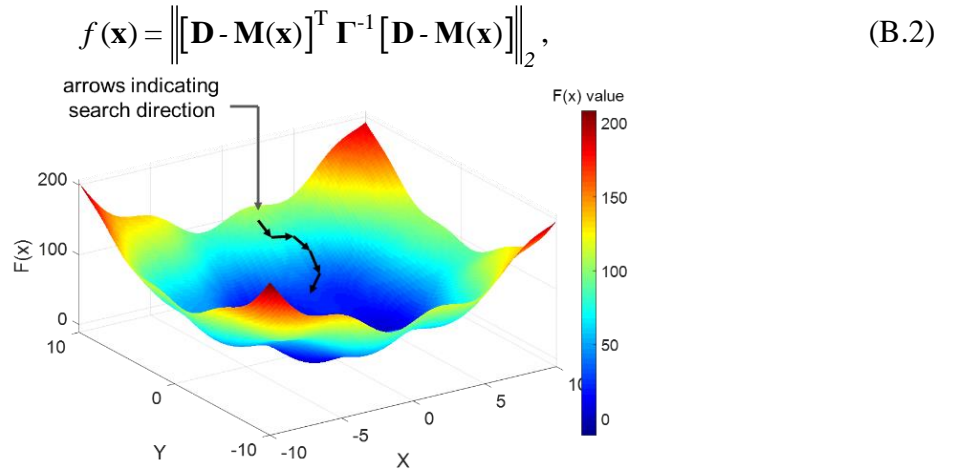 f(x) = ‖[D - M(x)]ᵀ Γ⁻¹ [D - M(x)]‖₂, (B.2)
arrows indicating
search direction
F(x) value
200
150
100
50
0
200
100
0
F(x)
10
0
-10
Y
-10
-5
0
5
10
X